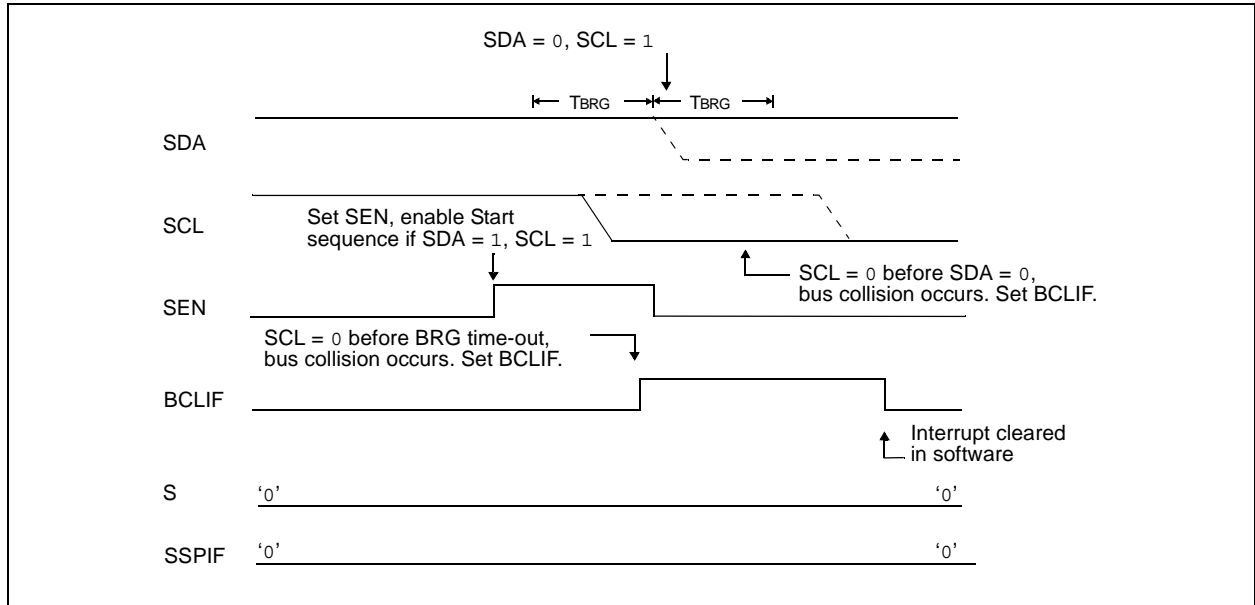 SDA = 0, SCL = 1
TBRG TBRG
SDA
SCL
Set SEN, enable Start
sequence if SDA = 1, SCL = 1
SCL = 0 before SDA = 0,
bus collision occurs. Set BCLIF.
SEN
SCL = 0 before BRG time-out,
bus collision occurs. Set BCLIF.
BCLIF
Interrupt cleared
in software
S
‘0’ ‘0’
SSPIF
‘0’ ‘0’